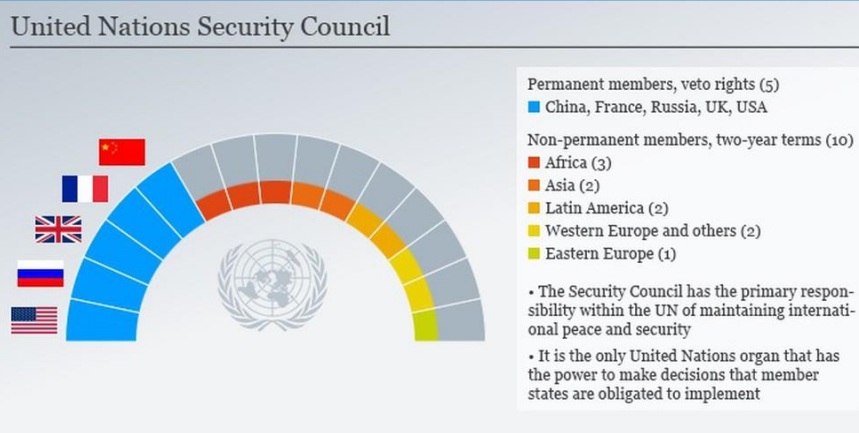 United Nations Security Council
Permanent members, veto rights (5)
China, France, Russia, UK, USA
Non-permanent members, two-year terms (10)
Africa (3)
Asia (2)
Latin America (2)
Western Europe and others (2)
Eastern Europe (1)
• The Security Council has the primary respon-
sibility within the UN of maintaining internati-
onal peace and security
• It is the only United Nations organ that has
the power to make decisions that member
states are obligated to implement